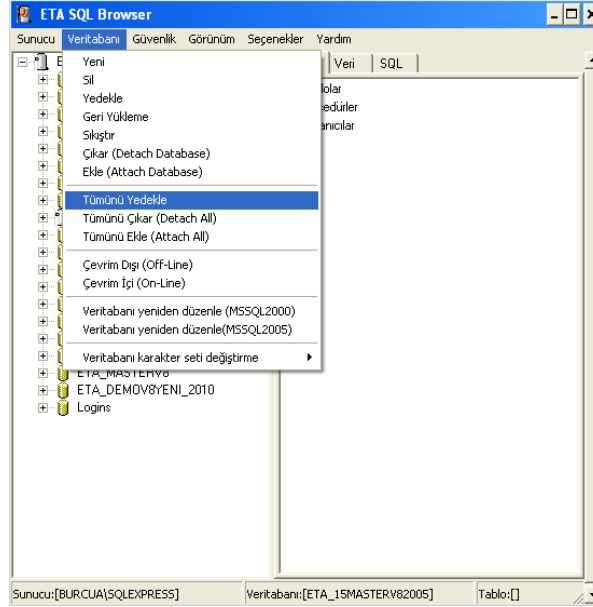 ETA SQL Browser
Sunucu Veritabanı Güvenlik Görünüm Seçenekler Yardım
Veri SQL
Yeni
Sil
Yedekle
Geri Yükleme
Sıkıştır
Çıkar (Detach Database)
Ekle (Attach Database)
Tümünü Yedekle
Tümünü Çıkar (Detach All)
Tümünü Ekle (Attach All)
Çevrim Dışı (Off-Line)
Çevrim İçi (On-Line)
Veritabanı yeniden düzenle (MSSQL2000)
Veritabanı yeniden düzenle(MSSQL2005)
Veritabanı karakter seti değiştirme
ETA_MASTERV8
ETA_DEMOV8YENI_2010
Logins
Sunucu:[BURCUA\SQLEXPRESS] Veritabanı:[ETA_15MASTERV82005] Tablo:[]